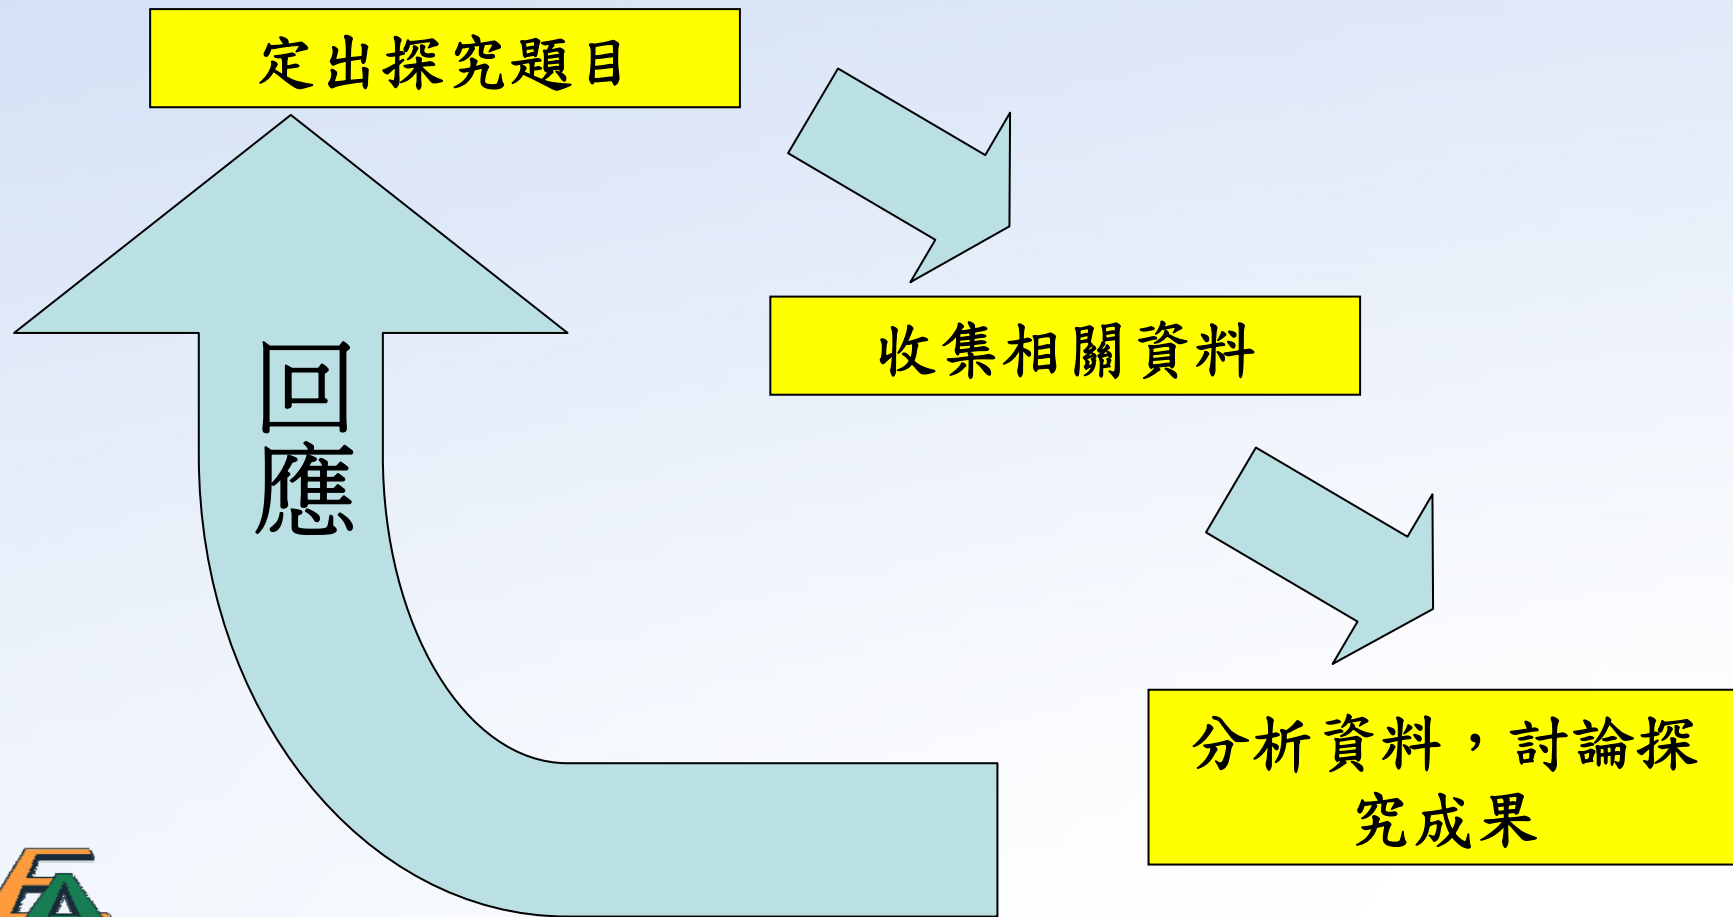 定出探究題目
收集相關資料
回
應
分析資料，討論探
究成果